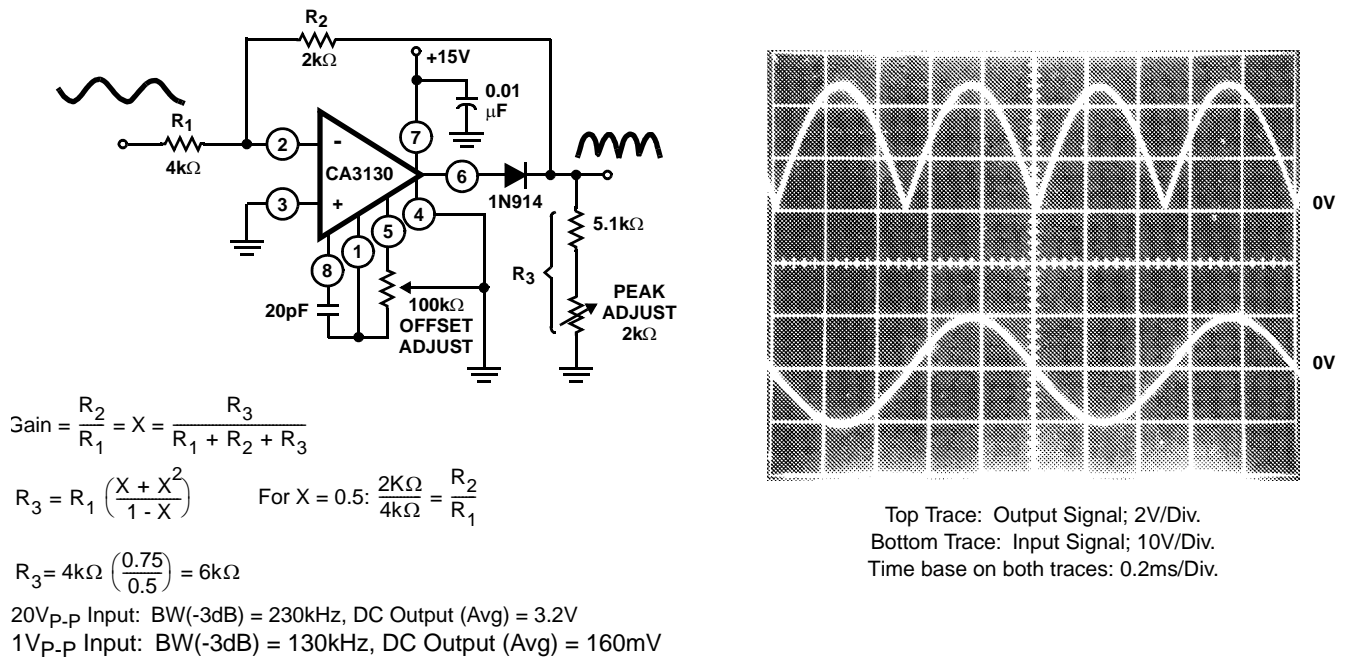 R2
2kΩ
+15V
0.01
µF
R1
4kΩ
2
-
7
CA3130
6
1N914
3
+
4
5
1
8
5.1kΩ
R3
20pF
100kΩ
OFFSET
ADJUST
PEAK
ADJUST
2kΩ
0V
0V
Gain = R2/R1 = X = R3/(R1 + R2 + R3)
R3 = R1 ((X + X²)/(1 - X)) For X = 0.5: 2KΩ/4kΩ = R2/R1
R3= 4kΩ (0.75/0.5) = 6kΩ
20VP-P Input: BW(-3dB) = 230kHz, DC Output (Avg) = 3.2V
1VP-P Input: BW(-3dB) = 130kHz, DC Output (Avg) = 160mV
Top Trace: Output Signal; 2V/Div.
Bottom Trace: Input Signal; 10V/Div.
Time base on both traces: 0.2ms/Div.